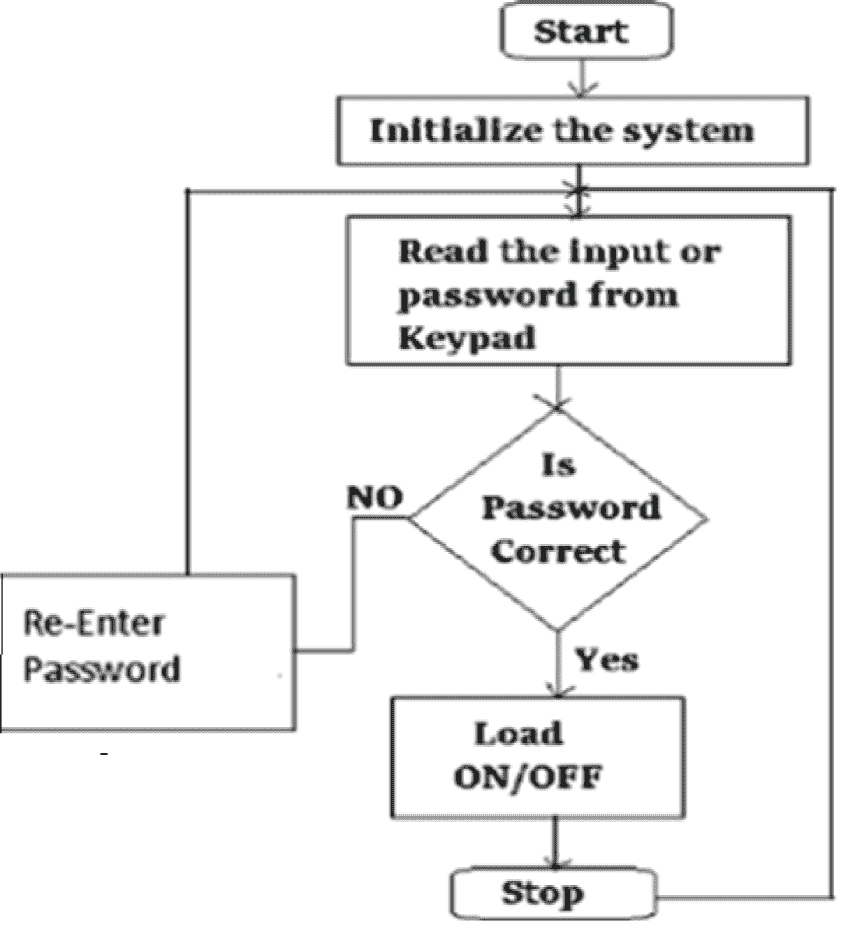 Start
Initialize the system
Read the input or
password from
Keypad
Is
Password
Correct
NO
Re-Enter
Password
Yes
Load
ON/OFF
Stop